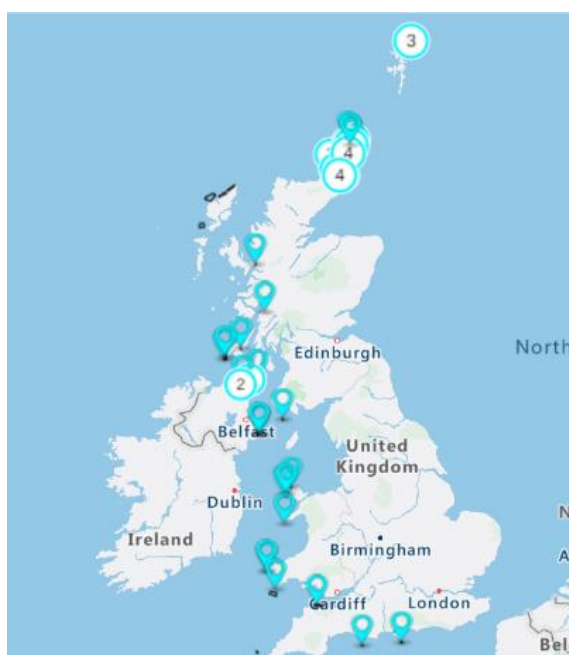 3
4
4
Edinburgh
North
2
Belfast
United
Kingdom
Dublin
Ireland
Birmingham
Cardiff
London
N
A
Bel